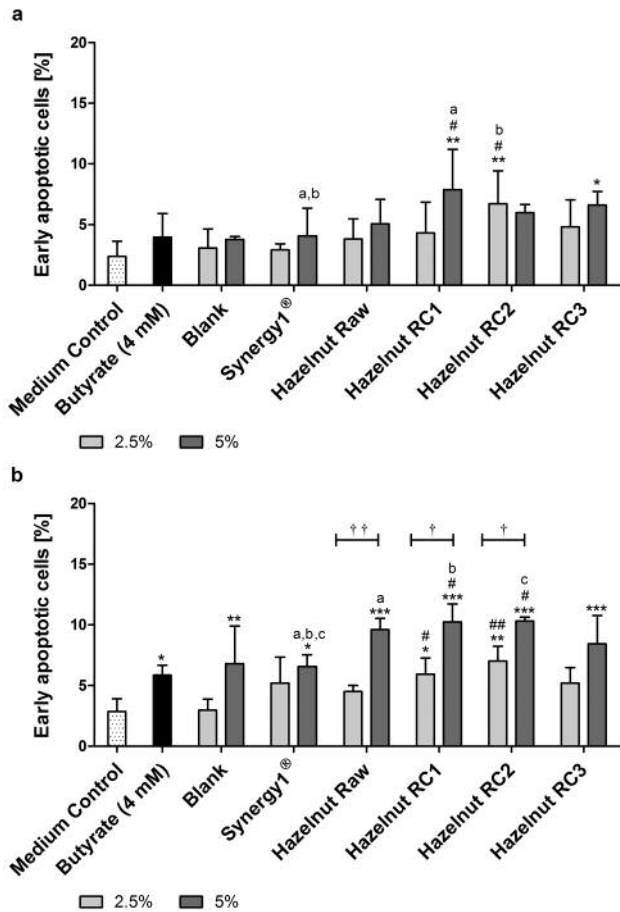 a
Early apoptotic cells [%]
20
15
10
5
0
a,b
a
#
**
b
#
**
*
Medium Control
Butyrate (4 mM)
Blank
Synergy1®
Hazelnut Raw
Hazelnut RC1
Hazelnut RC2
Hazelnut RC3
2.5% 5%
b
Early apoptotic cells [%]
20
15
10
5
0
† †
†
†
*
**
a,b,c
*
a
***
#
*
b
#
***
##
**
c
#
***
***
Medium Control
Butyrate (4 mM)
Blank
Synergy1®
Hazelnut Raw
Hazelnut RC1
Hazelnut RC2
Hazelnut RC3
2.5% 5%